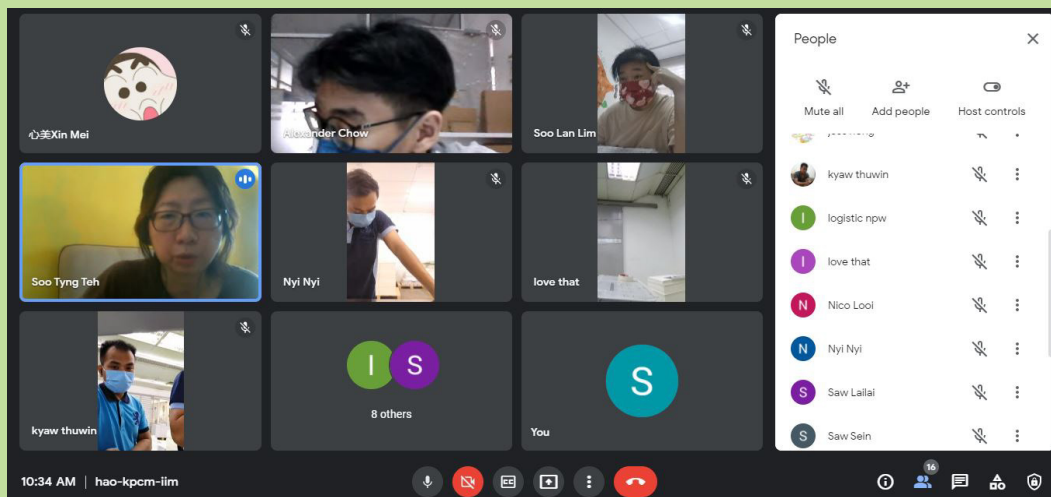 心美Xin Mei
Alexander Chow
Soo Lan Lim
Soo Tyng Teh
Nyi Nyi
love that
kyaw thuwin
I S
8 others
S
You
People
Mute all
Add people
Host controls
kyaw thuwin
l
logistic npw
l
love that
N
Nico Looi
N
Nyi Nyi
S
Saw Lallai
S
Saw Sein
10:34 AM | hao-kpcm-iim
CC
16